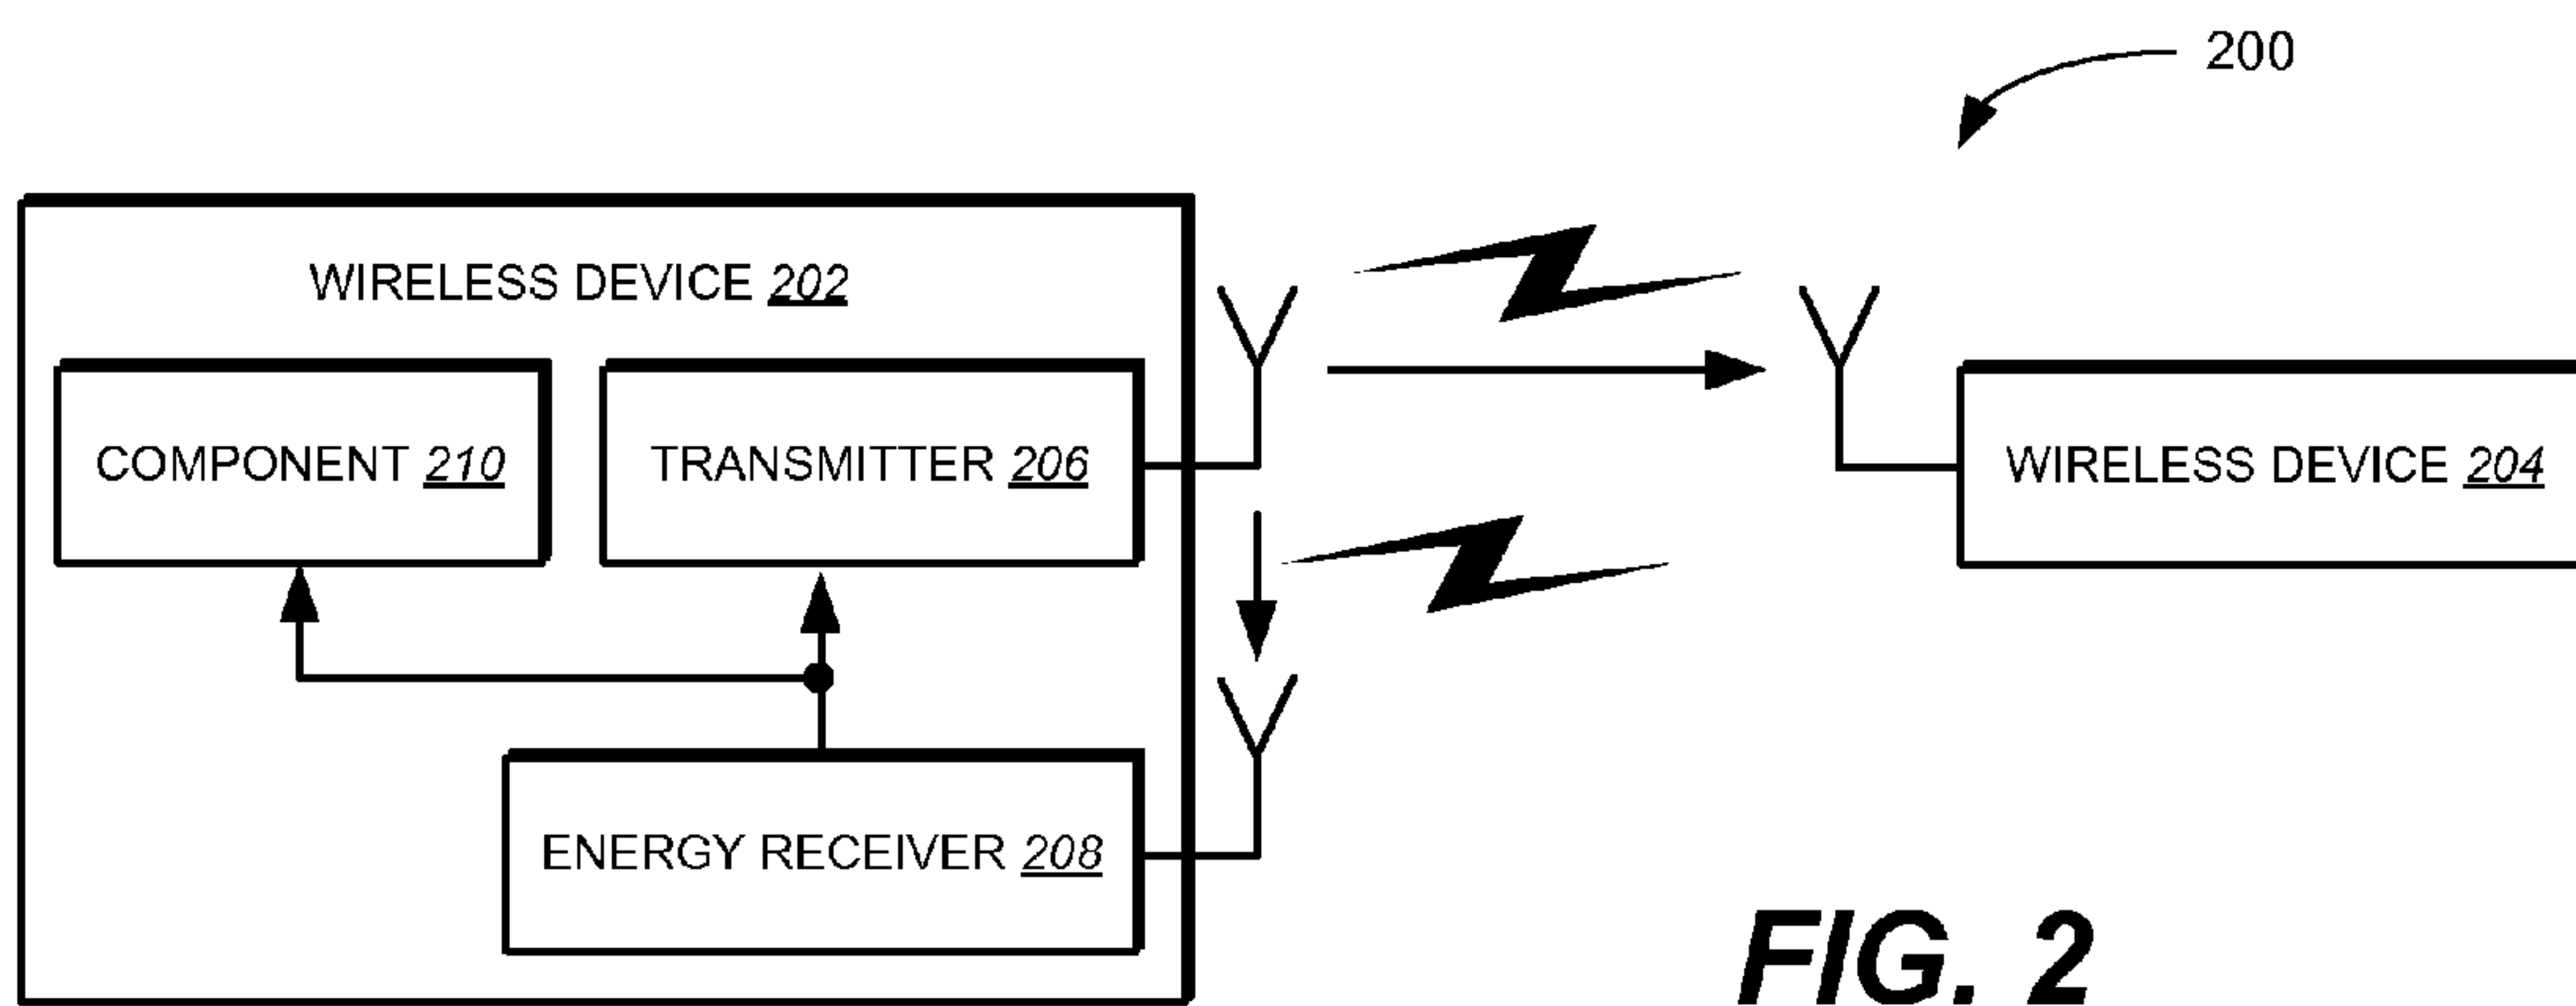 200
WIRELESS DEVICE 202
COMPONENT 210
TRANSMITTER 206
WIRELESS DEVICE 204
ENERGY RECEIVER 208
FIG. 2